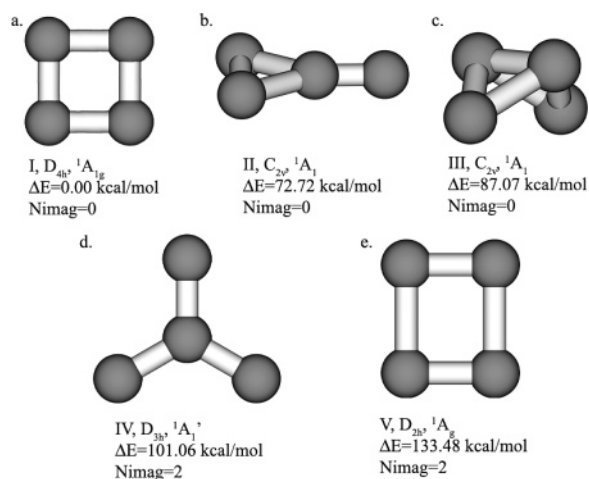 a.
b.
c.
I, D4h, ¹A1g
ΔE=0.00 kcal/mol
Nimag=0
II, C2v, ¹A1
ΔE=72.72 kcal/mol
Nimag=0
III, C2v, ¹A1
ΔE=87.07 kcal/mol
Nimag=0
d.
e.
IV, D3h, ¹A1’
ΔE=101.06 kcal/mol
Nimag=2
V, D2h, ¹Ag
ΔE=133.48 kcal/mol
Nimag=2